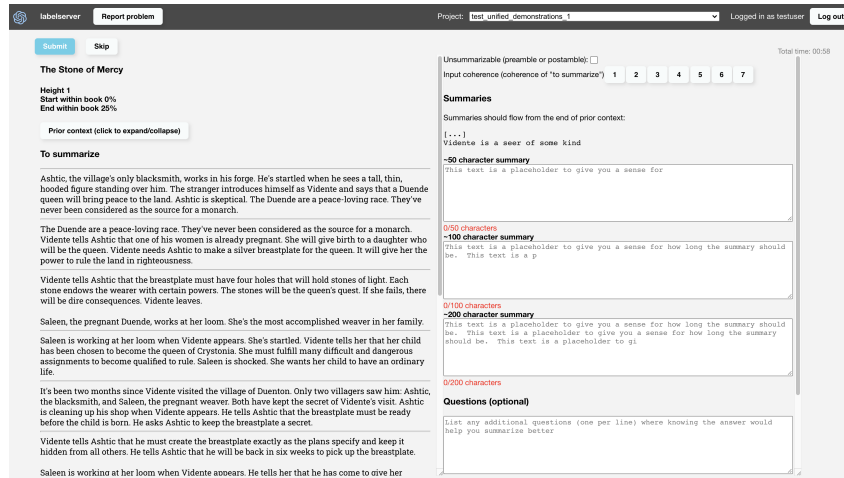 labelserver
Report problem
Project:
test_unified_demonstrations_1
Logged in as testuser
Log out
Submit
Skip
Total time: 00:58
The Stone of Mercy
Height 1
Start within book 0%
End within book 25%
Prior context (click to expand/collapse)
To summarize
Ashtic, the village's only blacksmith, works in his forge. He's startled when he sees a tall, thin,
hooded figure standing over him. The stranger introduces himself as Vidente and says that a Duende
queen will bring peace to the land. Ashtic is skeptical. The Duende are a peace-loving race. They've
never been considered as the source for a monarch.
The Duende are a peace-loving race. They've never been considered as the source for a monarch.
Vidente tells Ashtic that one of his women is already pregnant. She will give birth to a daughter who
will be the queen. Vidente needs Ashtic to make a silver breastplate for the queen. It will give her the
power to rule the land in righteousness.
Vidente tells Ashtic that the breastplate must have four holes that will hold stones of light. Each
stone endows the wearer with certain powers. The stones will be the queen's quest. If she fails, there
will be dire consequences. Vidente leaves.
Saleen, the pregnant Duende, works at her loom. She's the most accomplished weaver in her family.
Saleen is working at her loom when Vidente appears. She's startled. Vidente tells her that her child
has been chosen to become the queen of Crystonia. She must fulfill many difficult and dangerous
assignments to become qualified to rule. Saleen is shocked. She wants her child to have an ordinary
life.
It's been two months since Vidente visited the village of Duenton. Only two villagers saw him: Ashtic,
the blacksmith, and Saleen, the pregnant weaver. Both have kept the secret of Vidente's visit. Ashtic
is cleaning up his shop when Vidente appears. He tells Ashtic that the breastplate must be ready
before the child is born. He asks Ashtic to keep the breastplate a secret.
Vidente tells Ashtic that he must create the breastplate exactly as the plans specify and keep it
hidden from all others. He tells Ashtic that he will be back in six weeks to pick up the breastplate.
Saleen is working at her loom when Vidente appears. He tells her that he has come to give her
Unsummarizable (preamble or postamble):
Input coherence (coherence of "to summarize")
1 2 3 4 5 6 7
Summaries
Summaries should flow from the end of prior context:
[...]
Vidente is a seer of some kind
~50 character summary
This text is a placeholder to give you a sense for
0/50 characters
~100 character summary
This text is a placeholder to give you a sense for how long the summary should
be. This text is a p
0/100 characters
~200 character summary
This text is a placeholder to give you a sense for how long the summary should
be. This text is a placeholder to give you a sense for how long the summary
should be. This text is a placeholder to gi
0/200 characters
Questions (optional)
List any additional questions (one per line) where knowing the answer would
help you summarize better